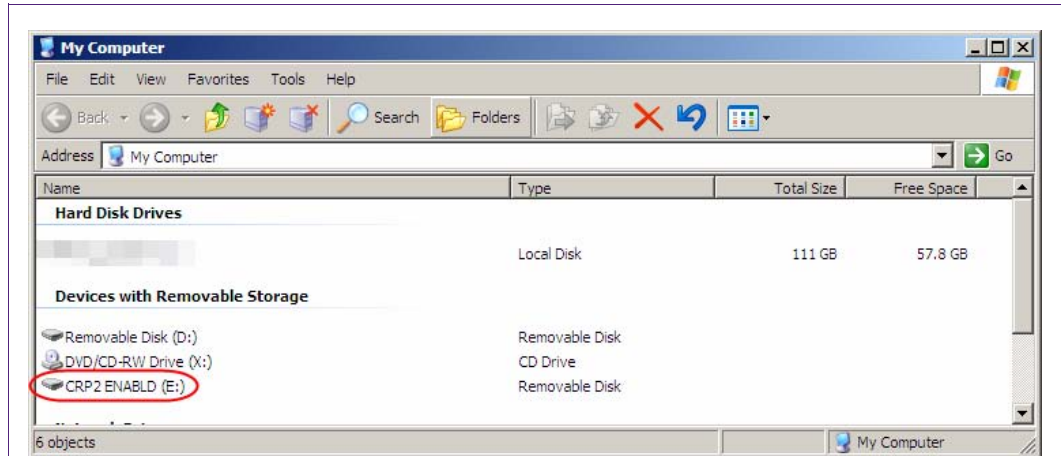 My Computer
File Edit View Favorites Tools Help
Back Search Folders
Address My Computer Go
Name Type Total Size Free Space
Hard Disk Drives
Local Disk 111 GB 57.8 GB
Devices with Removable Storage
Removable Disk (D:) Removable Disk
DVD/CD-RW Drive (X:) CD Drive
CRP2 ENABLD (E:) Removable Disk
6 objects My Computer